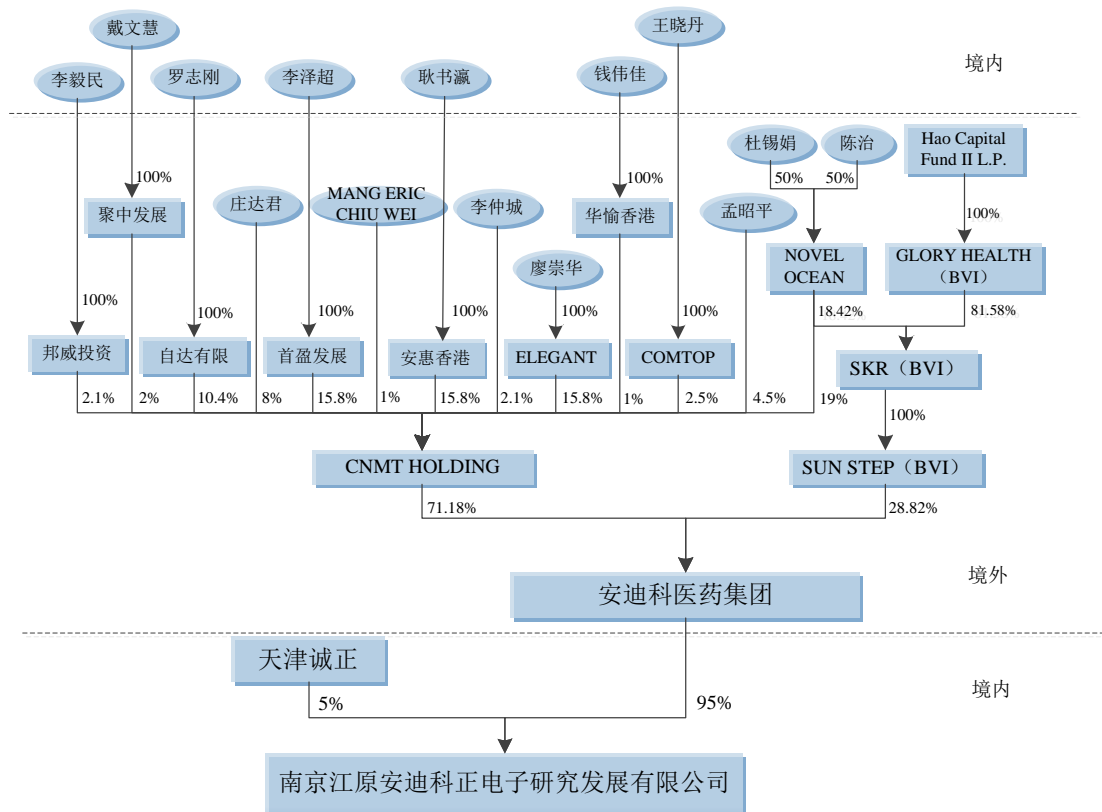 戴文慧
王晓丹
李毅民
罗志刚
李泽超
耿书瀛
钱伟佳
境内
杜锡娟
陈治
Hao Capital
Fund II L.P.
50%
50%
100%
100%
100%
庄达君
MANG ERIC
CHIU WEI
李仲城
孟昭平
聚中发展
华愉香港
NOVEL
OCEAN
GLORY HEALTH
（BVI）
廖崇华
100%
100%
100%
100%
100%
100%
18.42%
81.58%
邦威投资
自达有限
首盈发展
安惠香港
ELEGANT
COMTOP
SKR（BVI）
2.1%
2%
10.4%
8%
15.8%
1%
15.8%
2.1%
15.8%
1%
2.5%
4.5%
19%
100%
CNMT HOLDING
SUN STEP（BVI）
71.18%
28.82%
境外
安迪科医药集团
天津诚正
境内
5%
95%
南京江原安迪科正电子研究发展有限公司